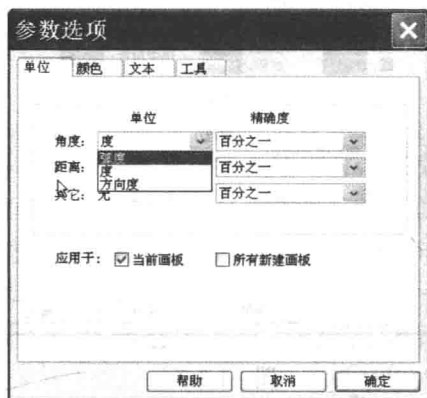 参数选项
单位 颜色 文本 工具
单位 精确度
角度: 度 百分之一
弧度
距离: 度 百分之一
方向度
其它: 无 百分之一
应用于: 当前画板 所有新建画板
帮助 取消 确定